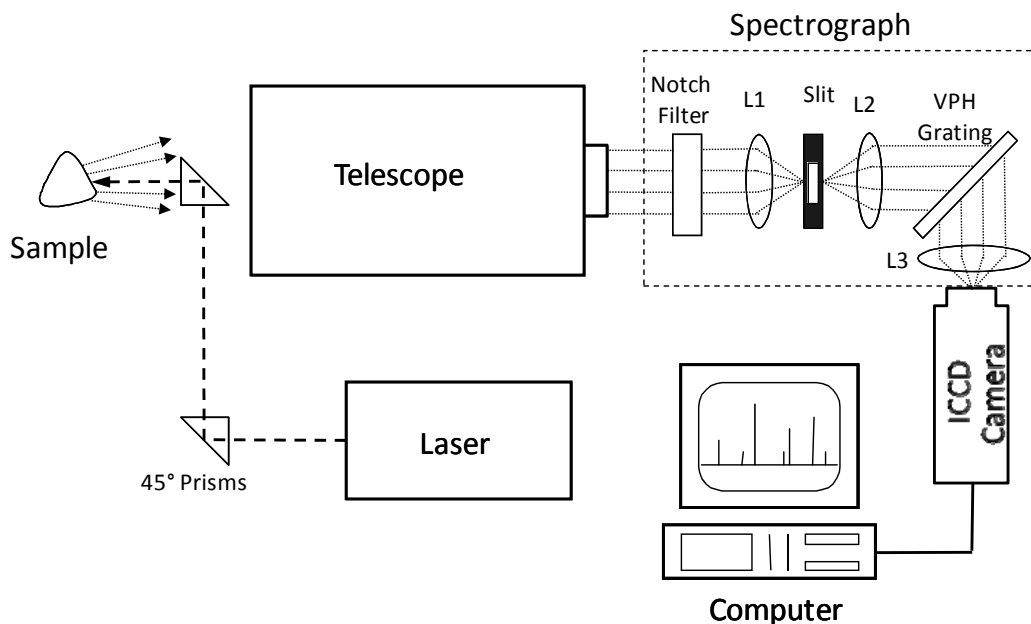 Spectrograph
Notch
Filter
L1
Slit
L2
VPH
Grating
Telescope
Sample
L3
ICCD
Camera
Laser
45° Prisms
Computer